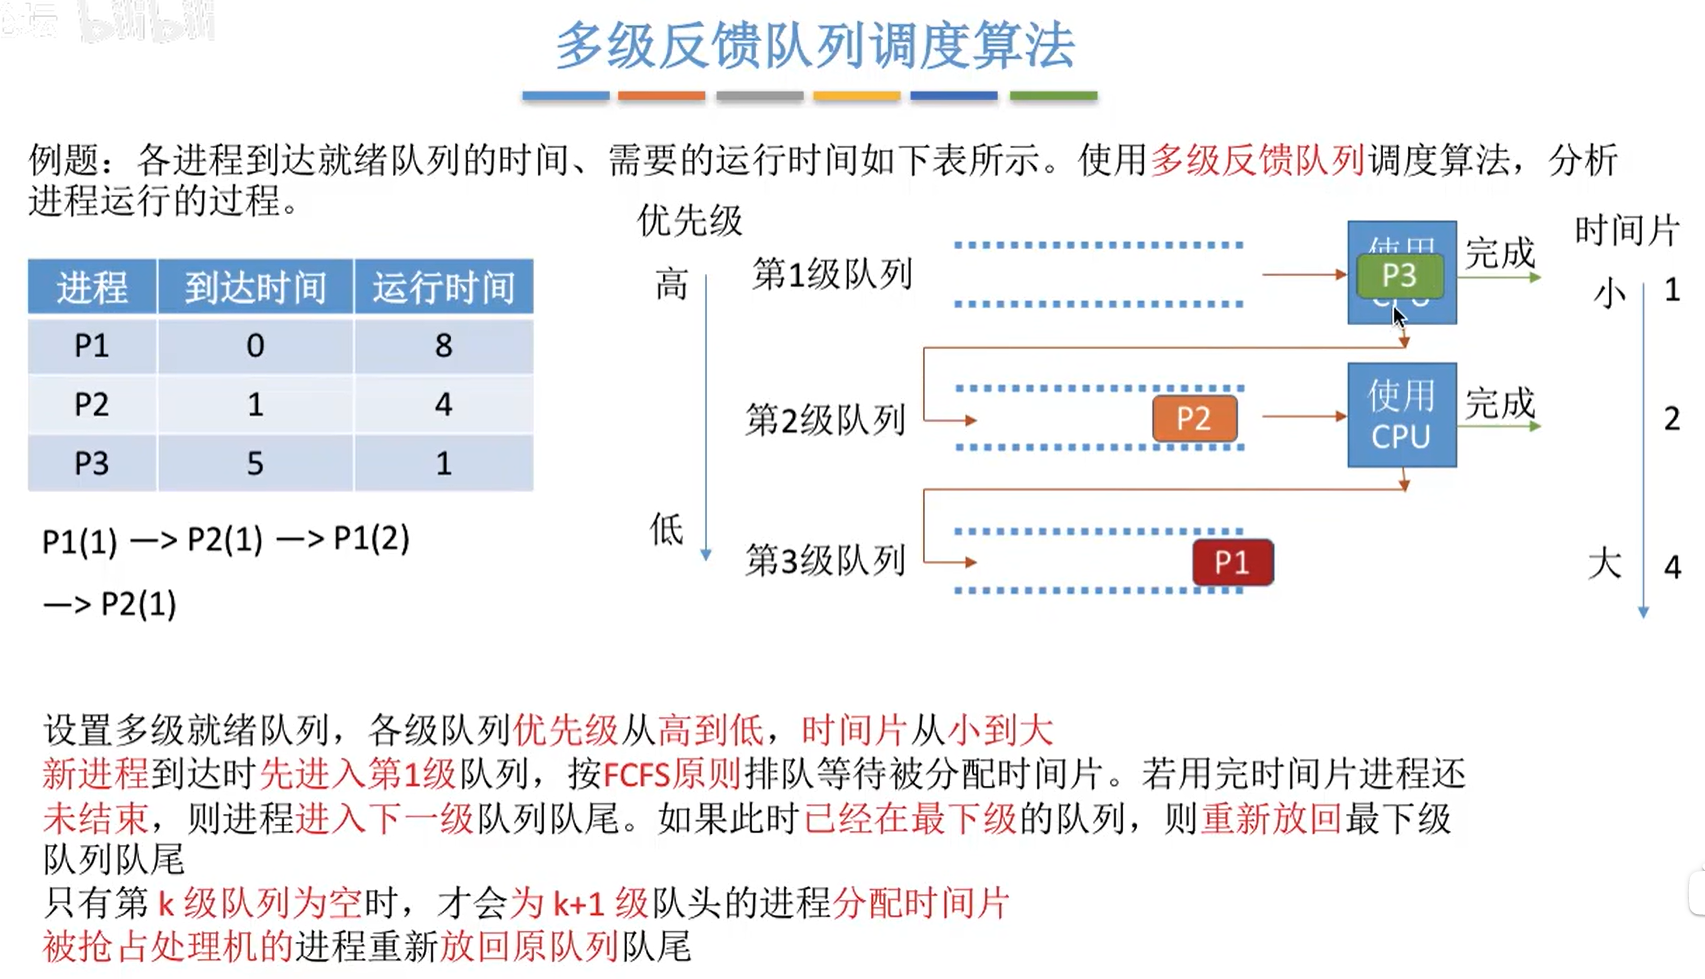 bilibili
多级反馈队列调度算法
例题：各进程到达就绪队列的时间、需要的运行时间如下表所示。使用多级反馈队列调度算法，分析
进程运行的过程。
进程 到达时间 运行时间
P1 0 8
P2 1 4
P3 5 1
P1(1) —> P2(1) —> P1(2)
—> P2(1)
优先级
高
低
第1级队列
P3
完成
第2级队列
P2
使用
CPU
完成
第3级队列
P1
时间片
小 1
2
大 4
设置多级就绪队列，各级队列优先级从高到低，时间片从小到大
新进程到达时先进入第1级队列，按FCFS原则排队等待被分配时间片。若用完时间片进程还
未结束，则进程进入下一级队列队尾。如果此时已经在最下级的队列，则重新放回最下级
队列队尾
只有第 k 级队列为空时，才会为 k+1 级队头的进程分配时间片
被抢占处理机的进程重新放回原队列队尾